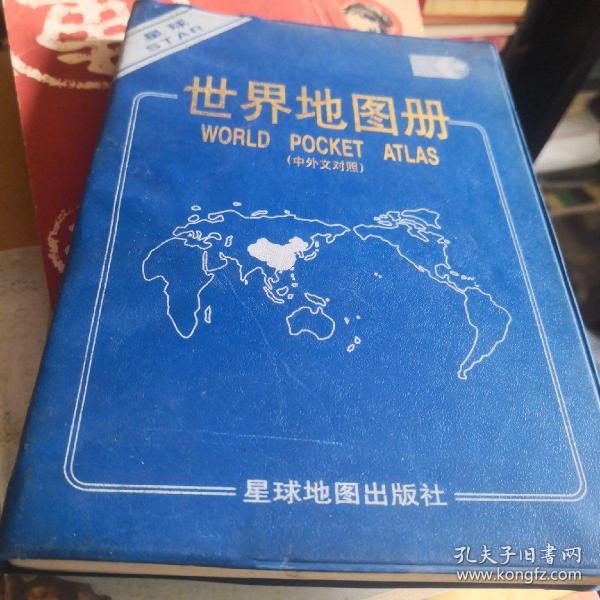 星球
STAR
世界地图册
WORLD POCKET ATLAS
(中外文对照)
星球地图出版社
孔夫子旧书网
www.kongfz.com